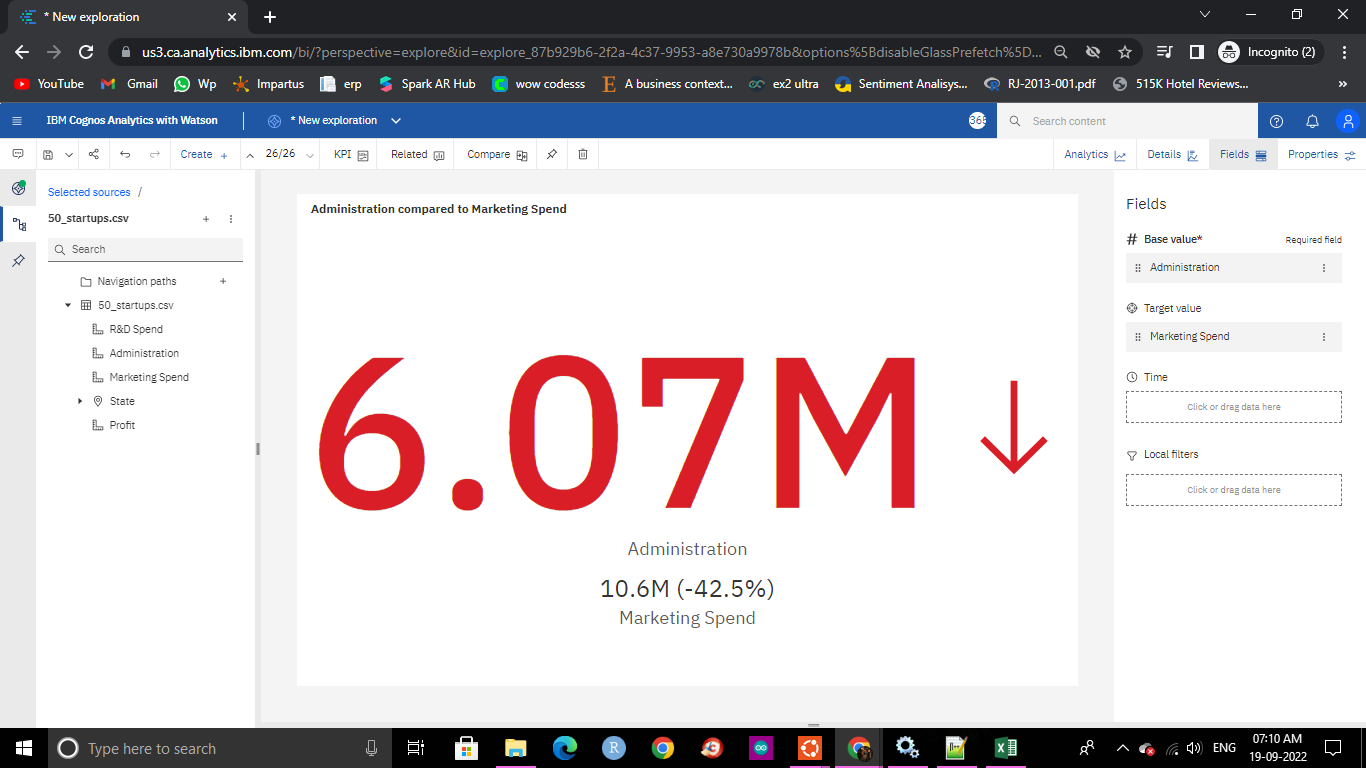 * New exploration
us3.ca.analytics.ibm.com/bi/?perspective=explore&id=explore_87b929b6-2f2a-4c37-9953-a8e730a9978b&options%5BdisableGlassPrefetch%5D...
Incognito (2)
YouTube
Gmail
Wp
Impartus
erp
Spark AR Hub
wow codesss
A business context...
ex2 ultra
Sentiment Analisys...
RJ-2013-001.pdf
515K Hotel Reviews...
»
IBM Cognos Analytics with Watson
* New exploration
365
Search content
Create +
26/26
KPI
Related
Compare
Analytics
Details
Fields
Properties
Selected sources /
50_startups.csv
Search
Navigation paths
50_startups.csv
R&D Spend
Administration
Marketing Spend
State
Profit
Administration compared to Marketing Spend
6.07M
Administration
10.6M (-42.5%)
Marketing Spend
Fields
# Base value*
Required field
Administration
Target value
Marketing Spend
Time
Click or drag data here
Local filters
Click or drag data here
Type here to search
ENG
07:10 AM
19-09-2022